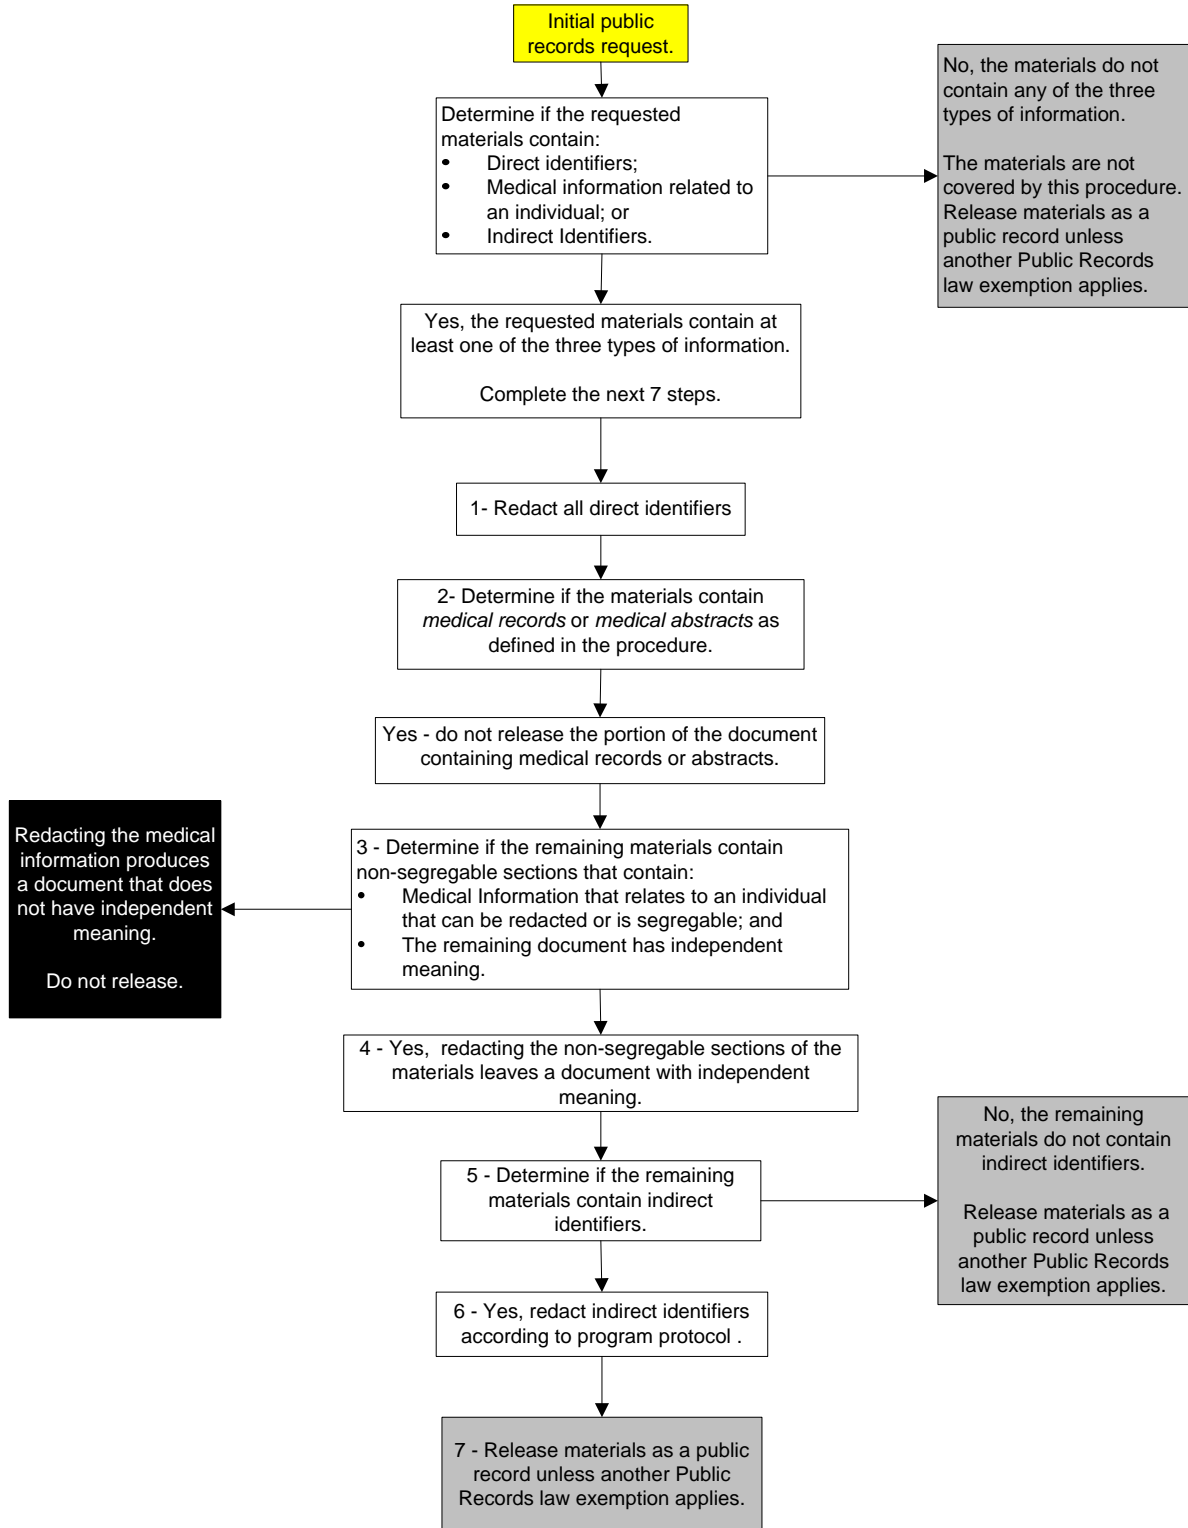 Initial public
records request.
Determine if the requested
materials contain:
• Direct identifiers;
• Medical information related to
an individual; or
• Indirect Identifiers.
No, the materials do not
contain any of the three
types of information.
The materials are not
covered by this procedure.
Release materials as a
public record unless
another Public Records
law exemption applies.
Yes, the requested materials contain at
least one of the three types of information.
Complete the next 7 steps.
1- Redact all direct identifiers
2- Determine if the materials contain
medical records or medical abstracts as
defined in the procedure.
Yes - do not release the portion of the document
containing medical records or abstracts.
Redacting the medical
information produces
a document that does
not have independent
meaning.
Do not release.
3 - Determine if the remaining materials contain
non-segregable sections that contain:
• Medical Information that relates to an individual
that can be redacted or is segregable; and
• The remaining document has independent
meaning.
4 - Yes, redacting the non-segregable sections of the
materials leaves a document with independent
meaning.
5 - Determine if the remaining
materials contain indirect
identifiers.
No, the remaining
materials do not contain
indirect identifiers.
Release materials as a
public record unless
another Public Records
law exemption applies.
6 - Yes, redact indirect identifiers
according to program protocol .
7 - Release materials as a public
record unless another Public
Records law exemption applies.